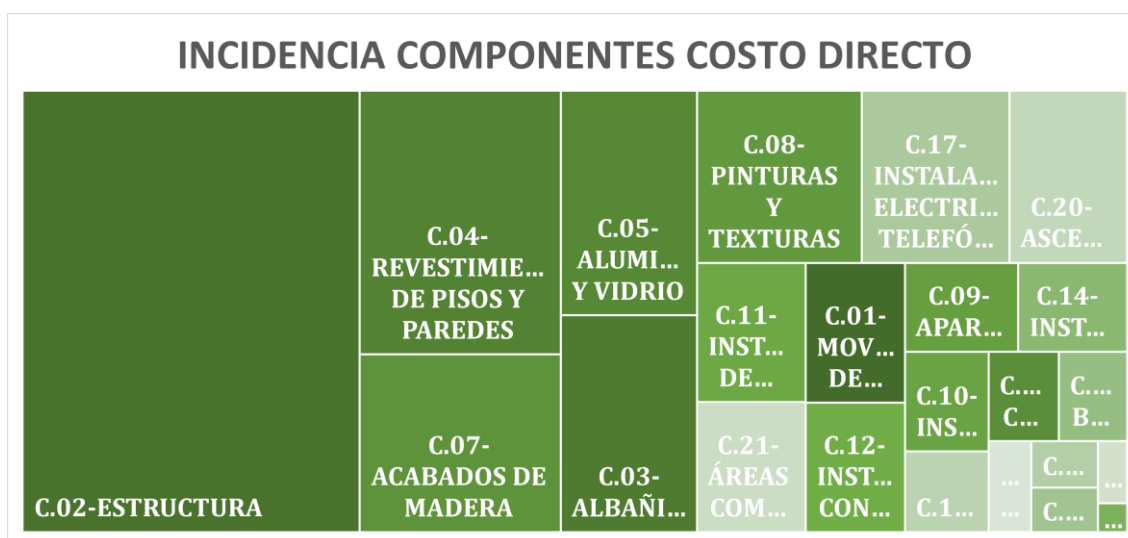 INCIDENCIA COMPONENTES COSTO DIRECTO
C.02-ESTRUCTURA
C.04-
REVESTIMIE...
DE PISOS Y
PAREDES
C.07-
ACABADOS DE
MADERA
C.05-
ALUMI...
Y VIDRIO
C.03-
ALBAÑI...
C.08-
PINTURAS
Y
TEXTURAS
C.17-
INSTALA...
ELECTRI...
TELEFÓ...
C.20-
ASCE...
C.11-
INST...
DE...
C.01-
MOV...
DE...
C.09-
APAR...
C.14-
INST...
C.21-
ÁREAS
COM...
C.12-
INST...
CON...
C.10-
INS...
C....
C...
C....
B...
C.1...
...
...
C....
C....
...
...